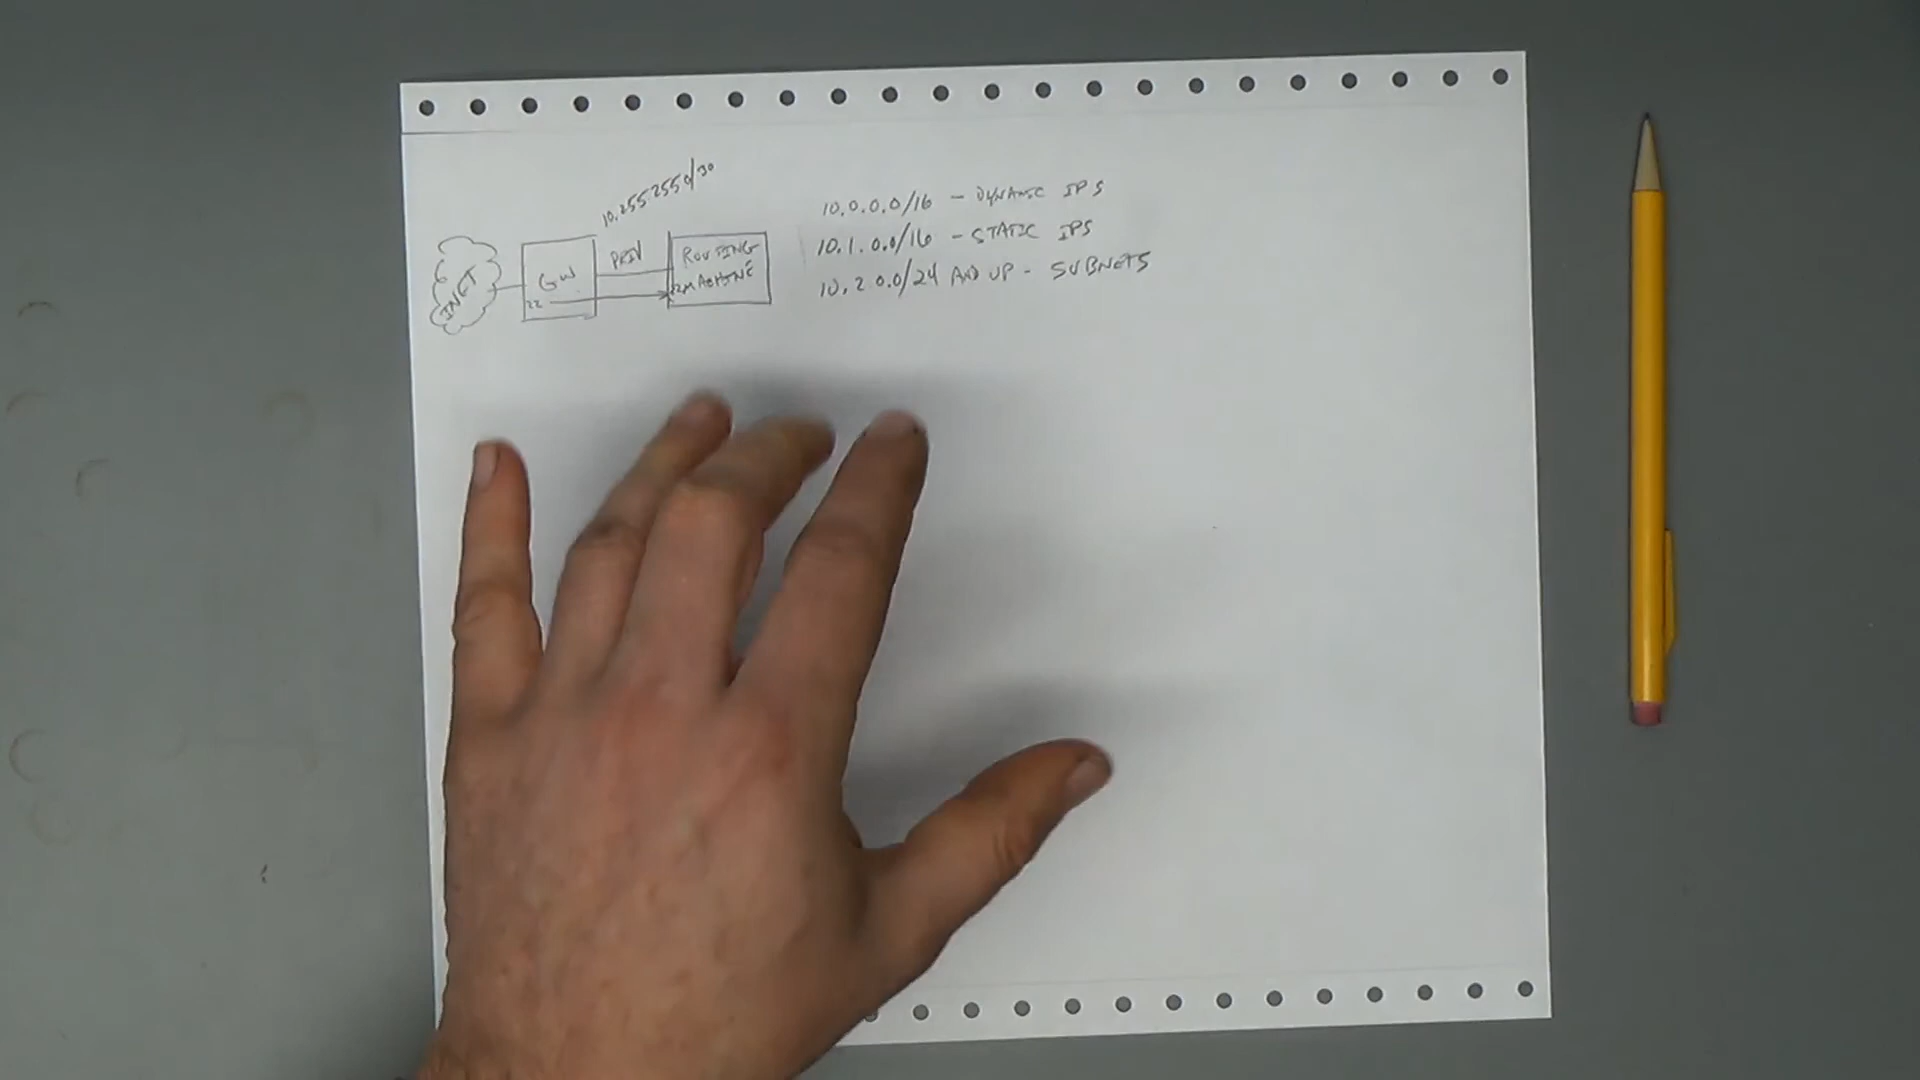 10.255.255.0/30
INET
GW
22
PRIV
ROUTING
MACHINE
22
10.0.0.0/16 - DYNAMIC IPS
10.1.0.0/16 - STATIC IPS
10.2 0.0/24 AND UP - SUBNETS